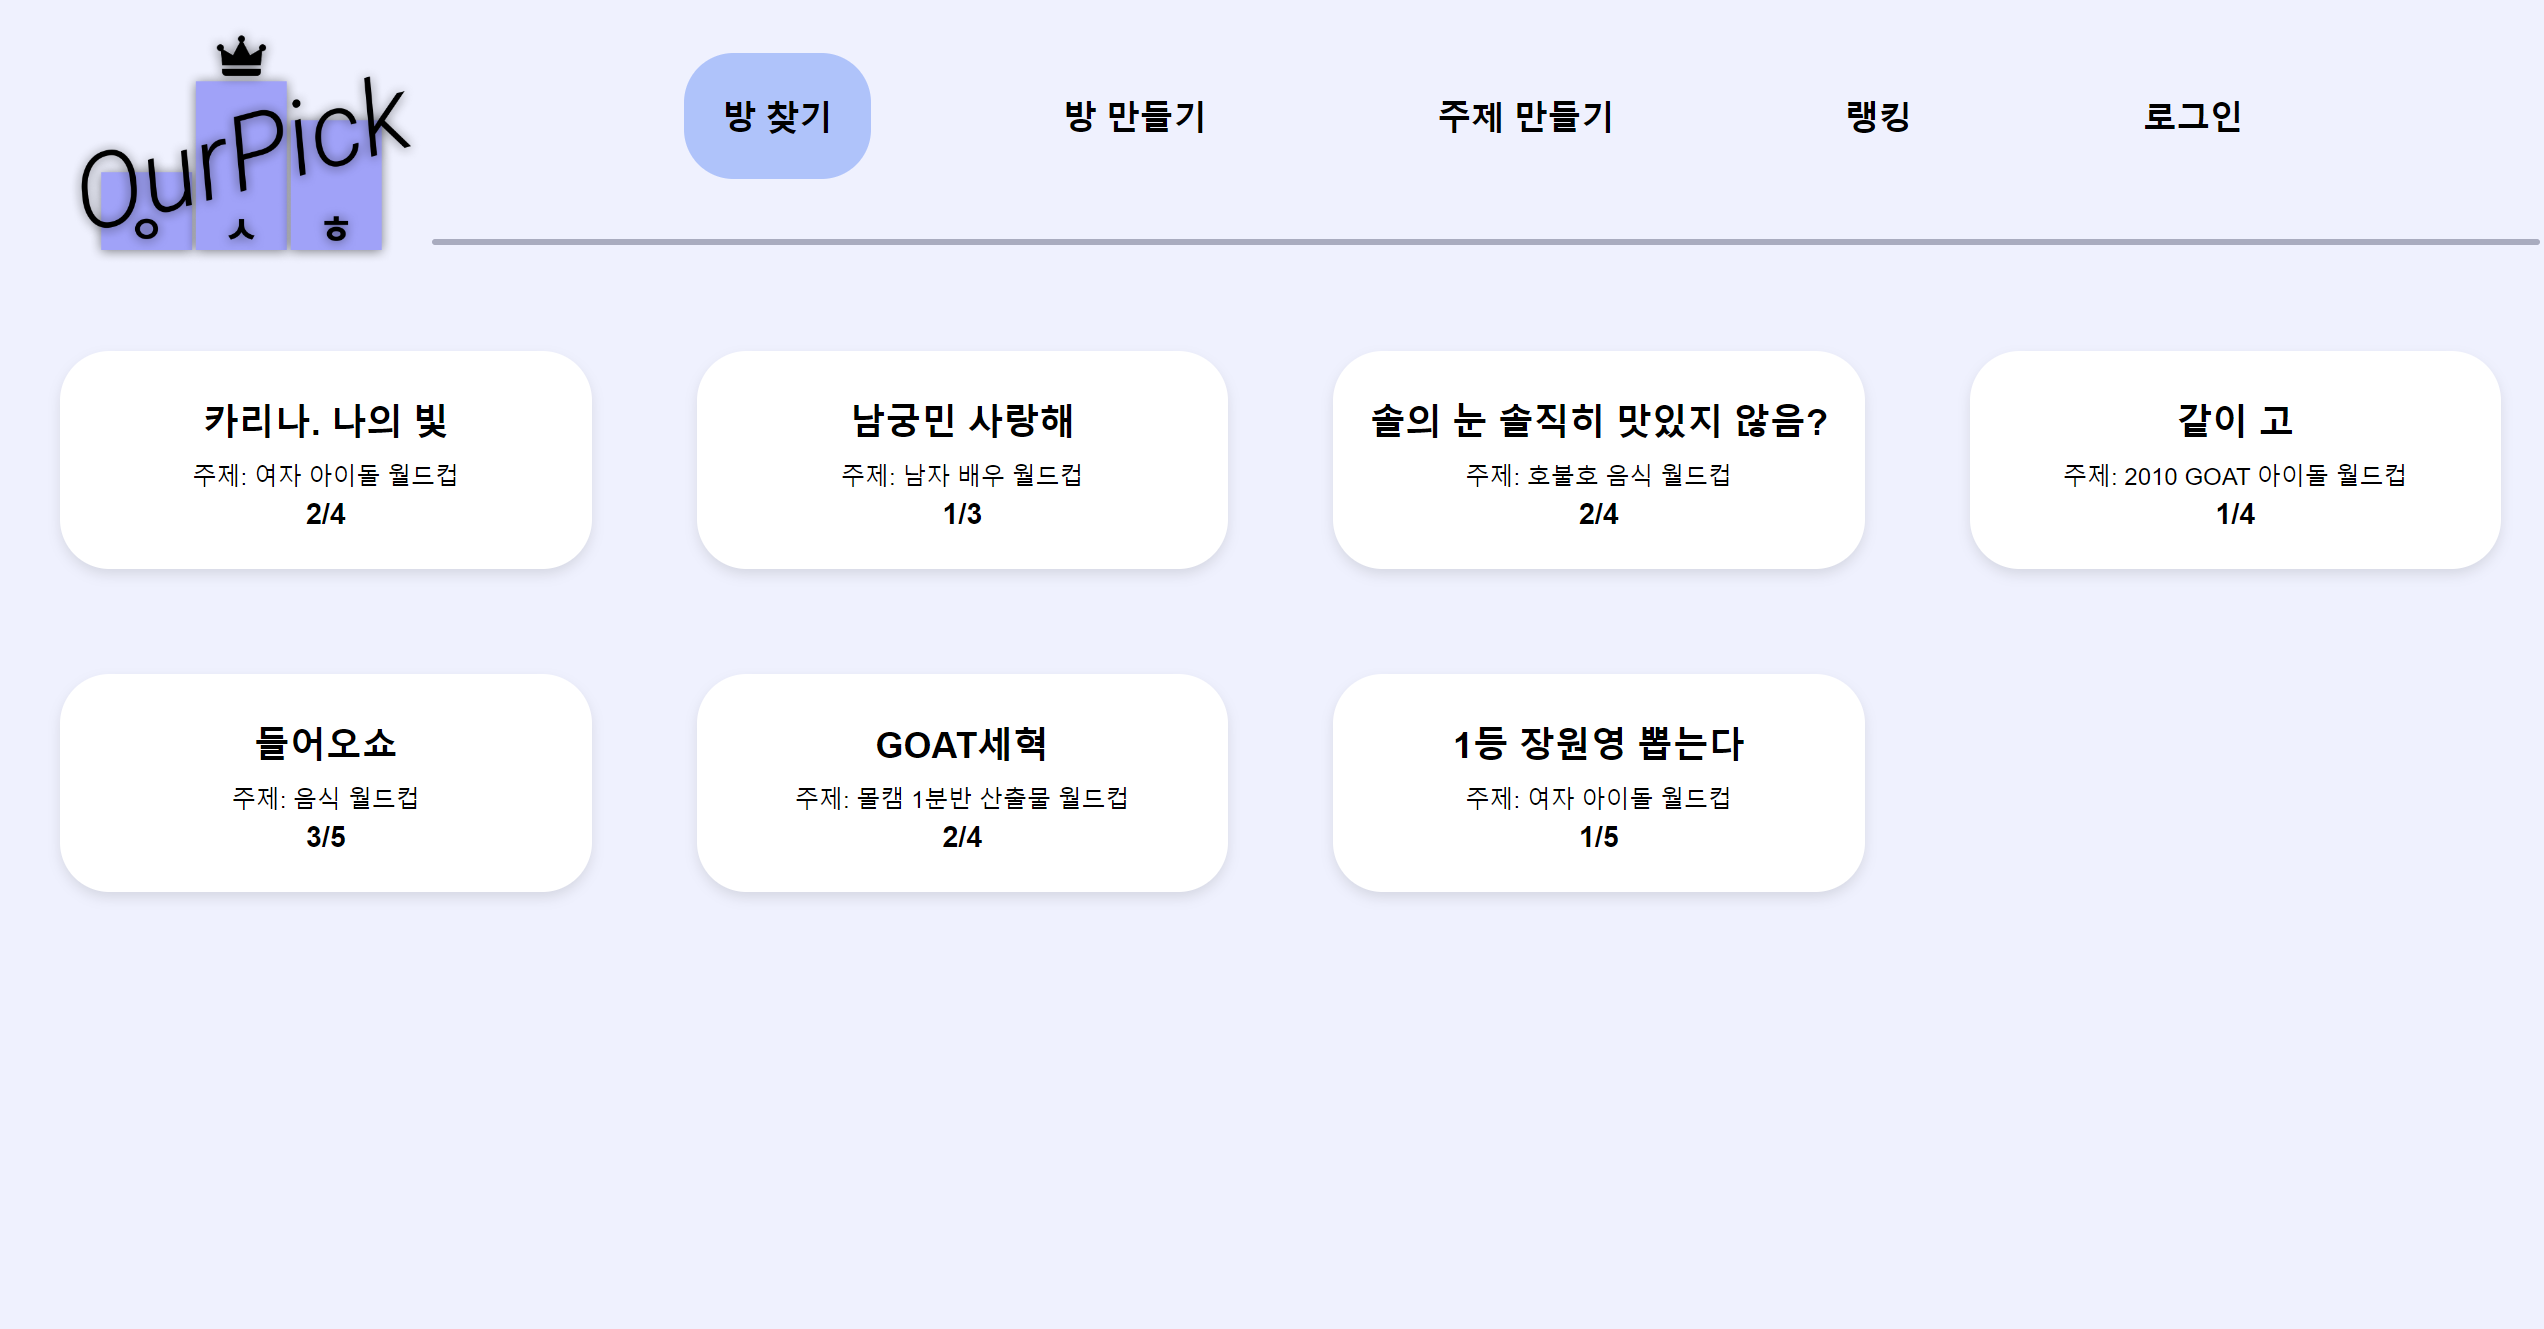 OurPick
ㅇ ㅅ ㅎ
방 찾기
방 만들기
주제 만들기
랭킹
로그인
카리나. 나의 빛
주제: 여자 아이돌 월드컵
2/4
남궁민 사랑해
주제: 남자 배우 월드컵
1/3
솔의 눈 솔직히 맛있지 않음?
주제: 호불호 음식 월드컵
2/4
같이 고
주제: 2010 GOAT 아이돌 월드컵
1/4
들어오쇼
주제: 음식 월드컵
3/5
GOAT세혁
주제: 몰캠 1분반 산출물 월드컵
2/4
1등 장원영 뽑는다
주제: 여자 아이돌 월드컵
1/5